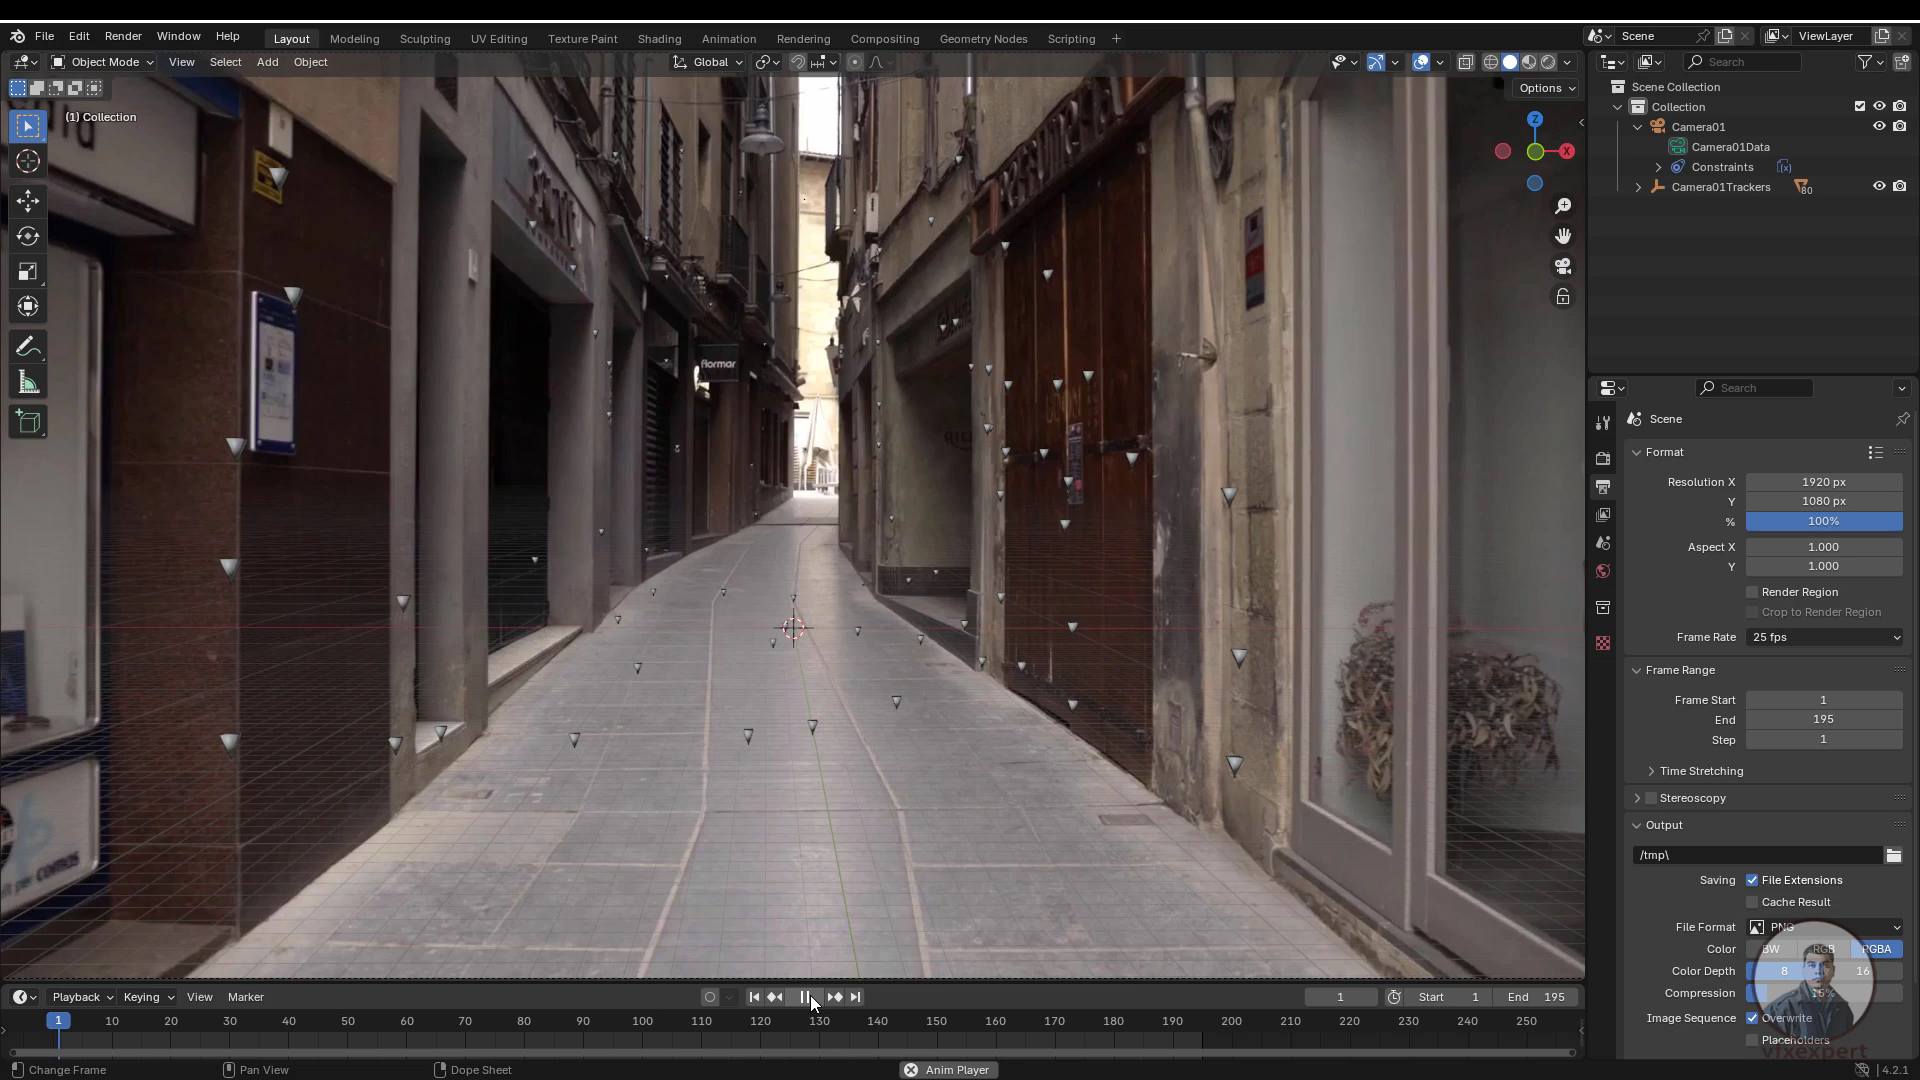 File Edit Render Window Help Layout Modeling Sculpting UV Editing Texture Paint Shading Animation Rendering Compositing Geometry Nodes Scripting + Scene ViewLayer
Object Mode View Select Add Object Global Search
Options
(1) Collection
Z
X
Scene Collection
Collection
Camera01
Camera01Data
Constraints
Camera01Trackers 80
flormar
Search
Scene
Format
Resolution X 1920 px
Y 1080 px
% 100%
Aspect X 1.000
Y 1.000
Render Region
Crop to Render Region
Frame Rate 25 fps
Frame Range
Frame Start 1
End 195
Step 1
Time Stretching
Stereoscopy
Output
/tmp\
Saving File Extensions
Cache Result
File Format PNG
Color BW RGB RGBA
Color Depth 8 16
Compression 15%
Image Sequence Overwrite
Placeholders
vfxexpert
Playback Keying View Marker 1 Start 1 End 195
1 10 20 30 40 50 60 70 80 90 100 110 120 130 140 150 160 170 180 190 200 210 220 230 240 250
Change Frame Pan View Dope Sheet Anim Player 4.2.1